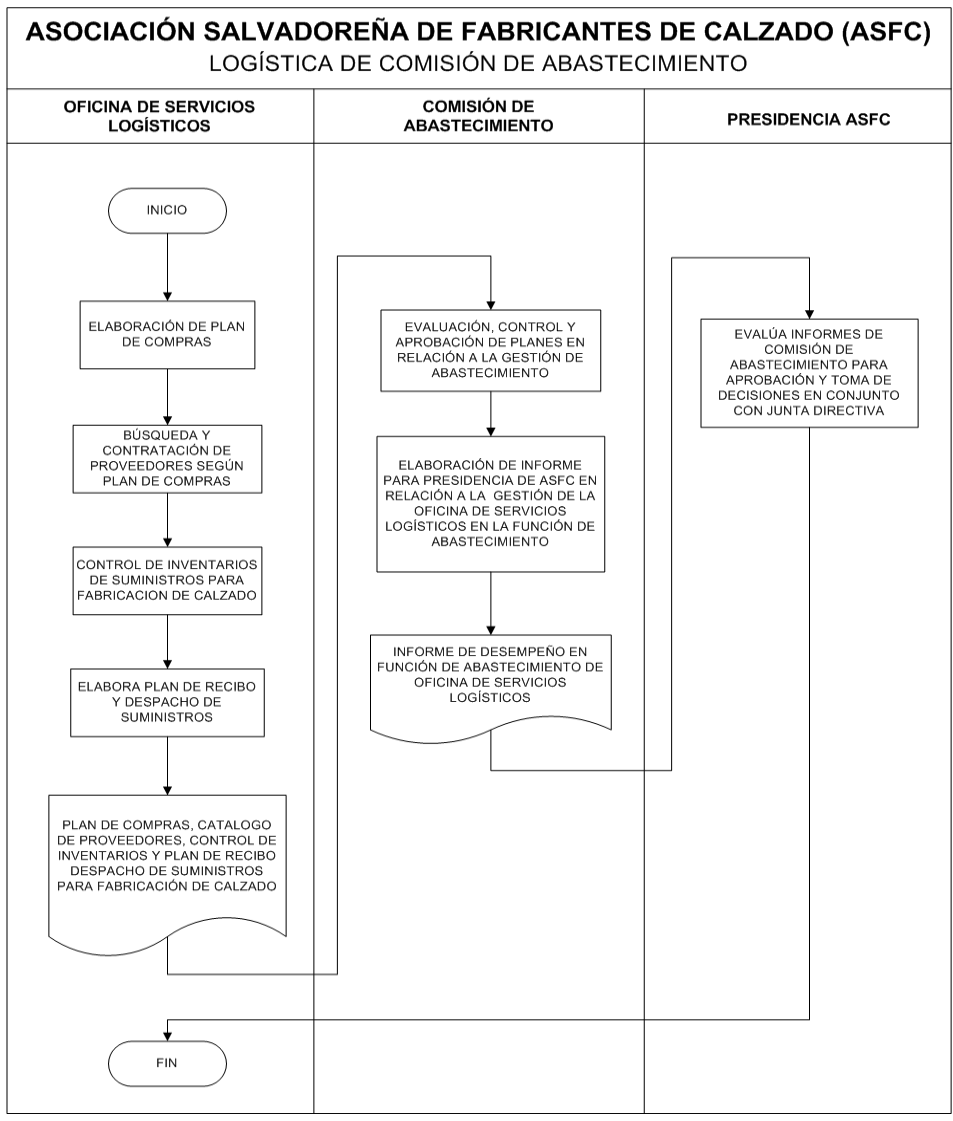 ASOCIACIÓN SALVADOREÑA DE FABRICANTES DE CALZADO (ASFC)
LOGÍSTICA DE COMISIÓN DE ABASTECIMIENTO
OFICINA DE SERVICIOS
LOGÍSTICOS
COMISIÓN DE
ABASTECIMIENTO
PRESIDENCIA ASFC
INICIO
ELABORACIÓN DE PLAN
DE COMPRAS
BÚSQUEDA Y
CONTRATACIÓN DE
PROVEEDORES SEGÚN
PLAN DE COMPRAS
CONTROL DE INVENTARIOS
DE SUMINISTROS PARA
FABRICACION DE CALZADO
ELABORA PLAN DE RECIBO
Y DESPACHO DE
SUMINISTROS
PLAN DE COMPRAS, CATALOGO
DE PROVEEDORES, CONTROL DE
INVENTARIOS Y PLAN DE RECIBO
DESPACHO DE SUMINISTROS
PARA FABRICACIÓN DE CALZADO
EVALUACIÓN, CONTROL Y
APROBACIÓN DE PLANES EN
RELACIÓN A LA GESTIÓN DE
ABASTECIMIENTO
ELABORACIÓN DE INFORME
PARA PRESIDENCIA DE ASFC EN
RELACIÓN A LA GESTIÓN DE LA
OFICINA DE SERVICIOS
LOGÍSTICOS EN LA FUNCIÓN DE
ABASTECIMIENTO
INFORME DE DESEMPEÑO EN
FUNCIÓN DE ABASTECIMIENTO DE
OFICINA DE SERVICIOS
LOGÍSTICOS
EVALÚA INFORMES DE
COMISIÓN DE
ABASTECIMIENTO PARA
APROBACIÓN Y TOMA DE
DECISIONES EN CONJUNTO
CON JUNTA DIRECTIVA
FIN